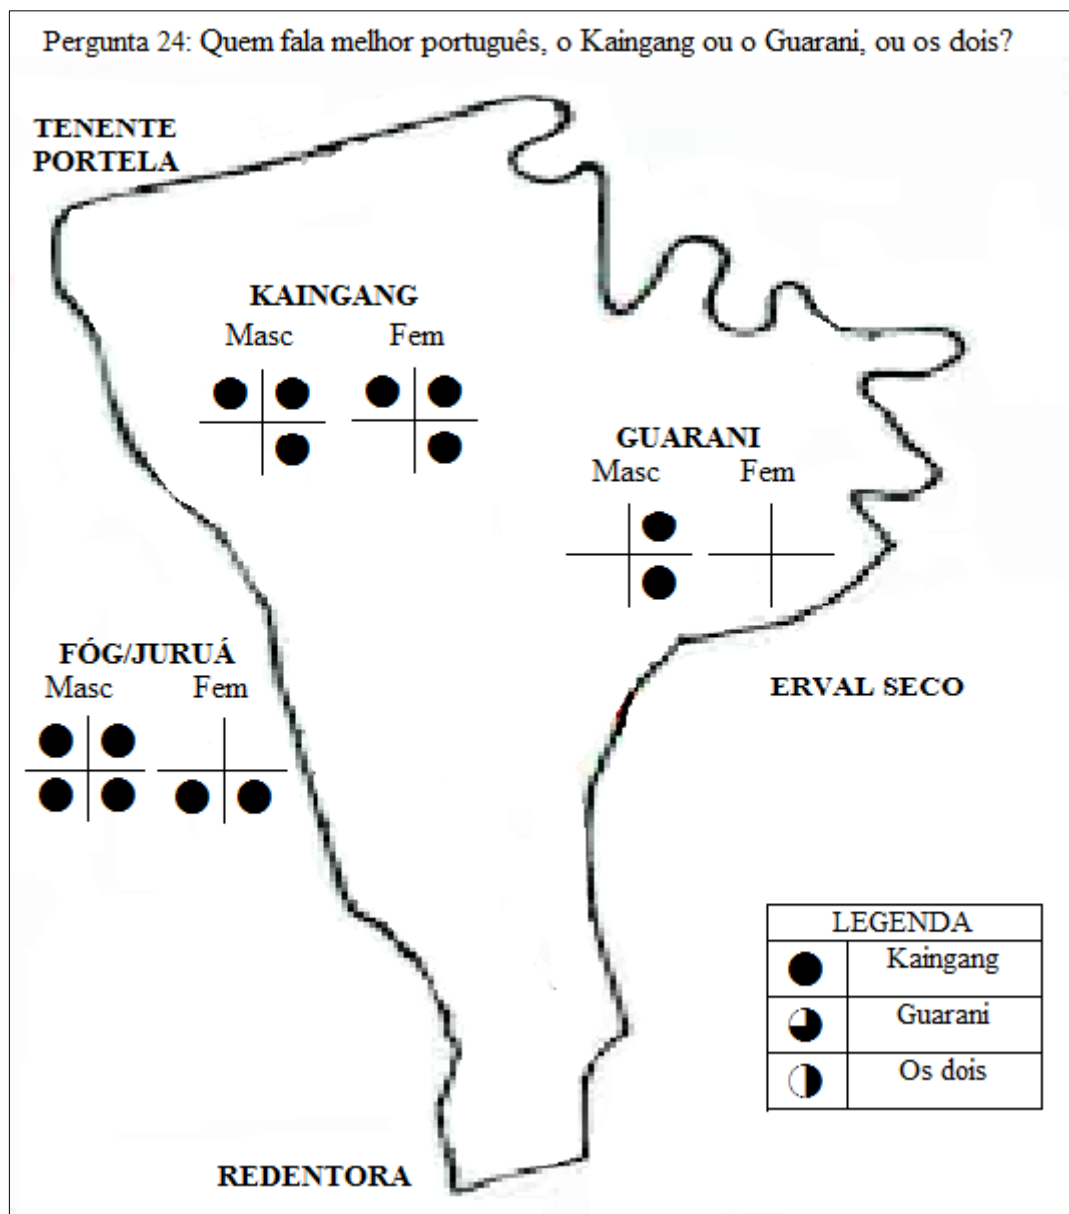 Pergunta 24: Quem fala melhor português, o Kaingang ou o Guarani, ou os dois?
TENENTE
PORTELA
KAINGANG
Masc Fem
GUARANI
Masc Fem
FÓG/JURUÁ
Masc Fem
ERVAL SECO
LEGENDA
Kaingang
Guarani
Os dois
REDENTORA